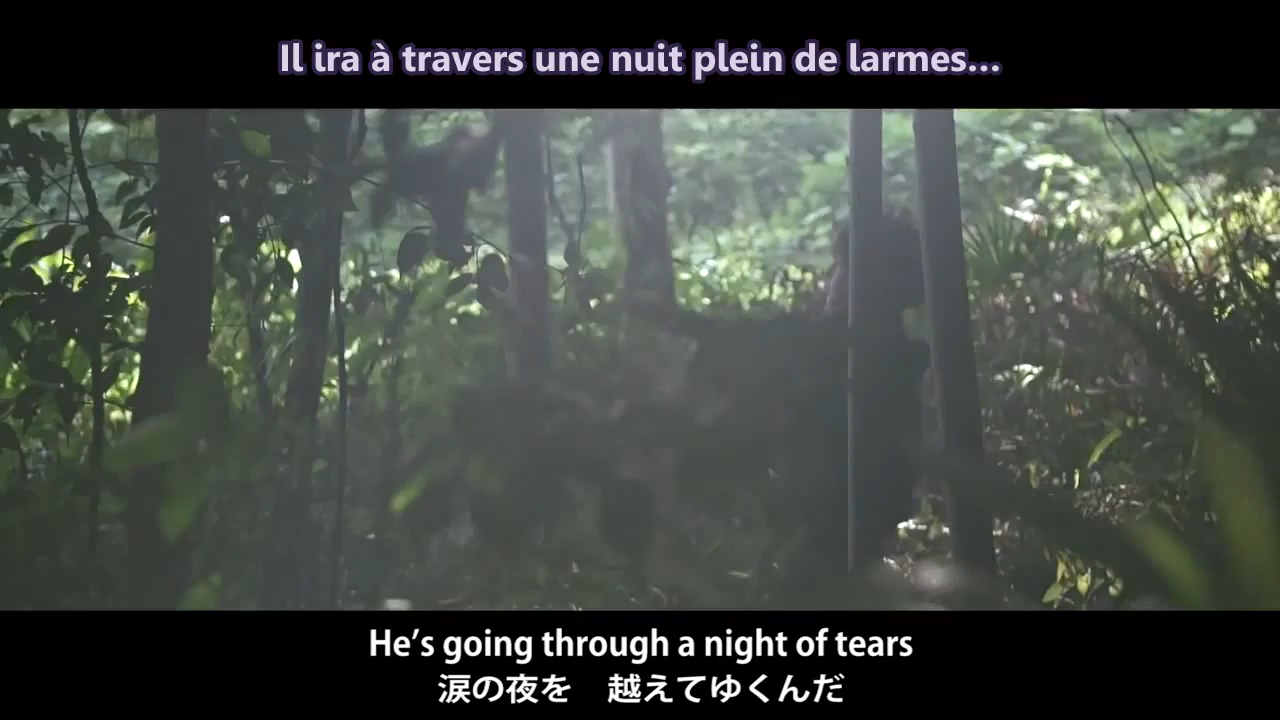 Il ira à travers une nuit plein de larmes...
He's going through a night of tears
涙の夜を 越えてゆくんだ